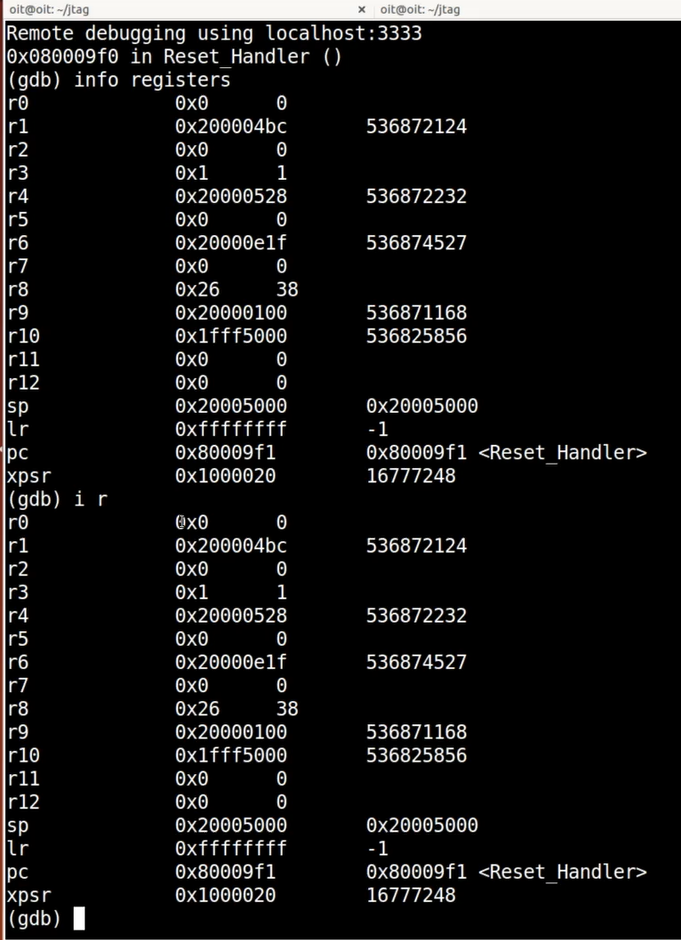 oit@oit: ~/jtag × oit@oit: ~/jtag
Remote debugging using localhost:3333
0x080009f0 in Reset_Handler ()
(gdb) info registers
r0 0x0 0
r1 0x200004bc 536872124
r2 0x0 0
r3 0x1 1
r4 0x20000528 536872232
r5 0x0 0
r6 0x20000e1f 536874527
r7 0x0 0
r8 0x26 38
r9 0x20000100 536871168
r10 0x1fff5000 536825856
r11 0x0 0
r12 0x0 0
sp 0x20005000 0x20005000
lr 0xffffffff -1
pc 0x80009f1 0x80009f1 <Reset_Handler>
xpsr 0x1000020 16777248
(gdb) i r
r0 0x0 0
r1 0x200004bc 536872124
r2 0x0 0
r3 0x1 1
r4 0x20000528 536872232
r5 0x0 0
r6 0x20000e1f 536874527
r7 0x0 0
r8 0x26 38
r9 0x20000100 536871168
r10 0x1fff5000 536825856
r11 0x0 0
r12 0x0 0
sp 0x20005000 0x20005000
lr 0xffffffff -1
pc 0x80009f1 0x80009f1 <Reset_Handler>
xpsr 0x1000020 16777248
(gdb)